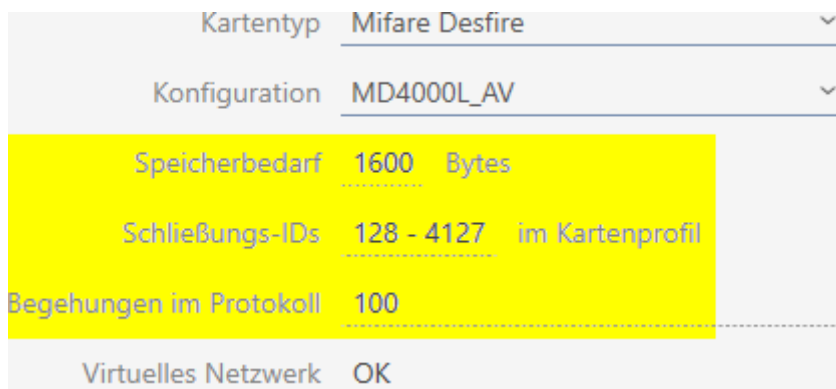 Kartentyp Mifare Desfire
Konfiguration MD4000L_AV
Speicherbedarf 1600 Bytes
Schließungs-IDs 128 - 4127 im Kartenprofil
Begehungen im Protokoll 100
Virtuelles Netzwerk OK